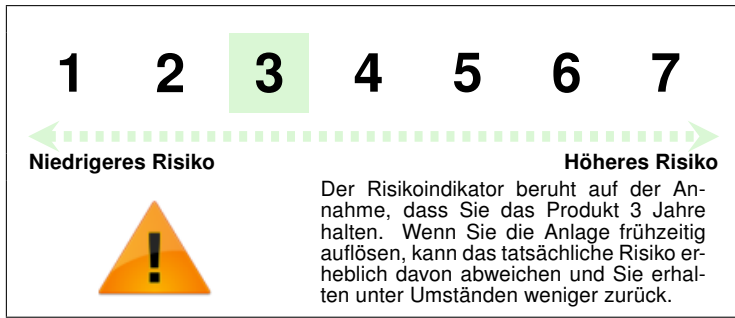 1 2 3 4 5 6 7
Niedrigeres Risiko Höheres Risiko
Der Risikoindikator beruht auf der An-
nahme, dass Sie das Produkt 3 Jahre
halten. Wenn Sie die Anlage frühzeitig
auflösen, kann das tatsächliche Risiko er-
heblich davon abweichen und Sie erhal-
ten unter Umständen weniger zurück.